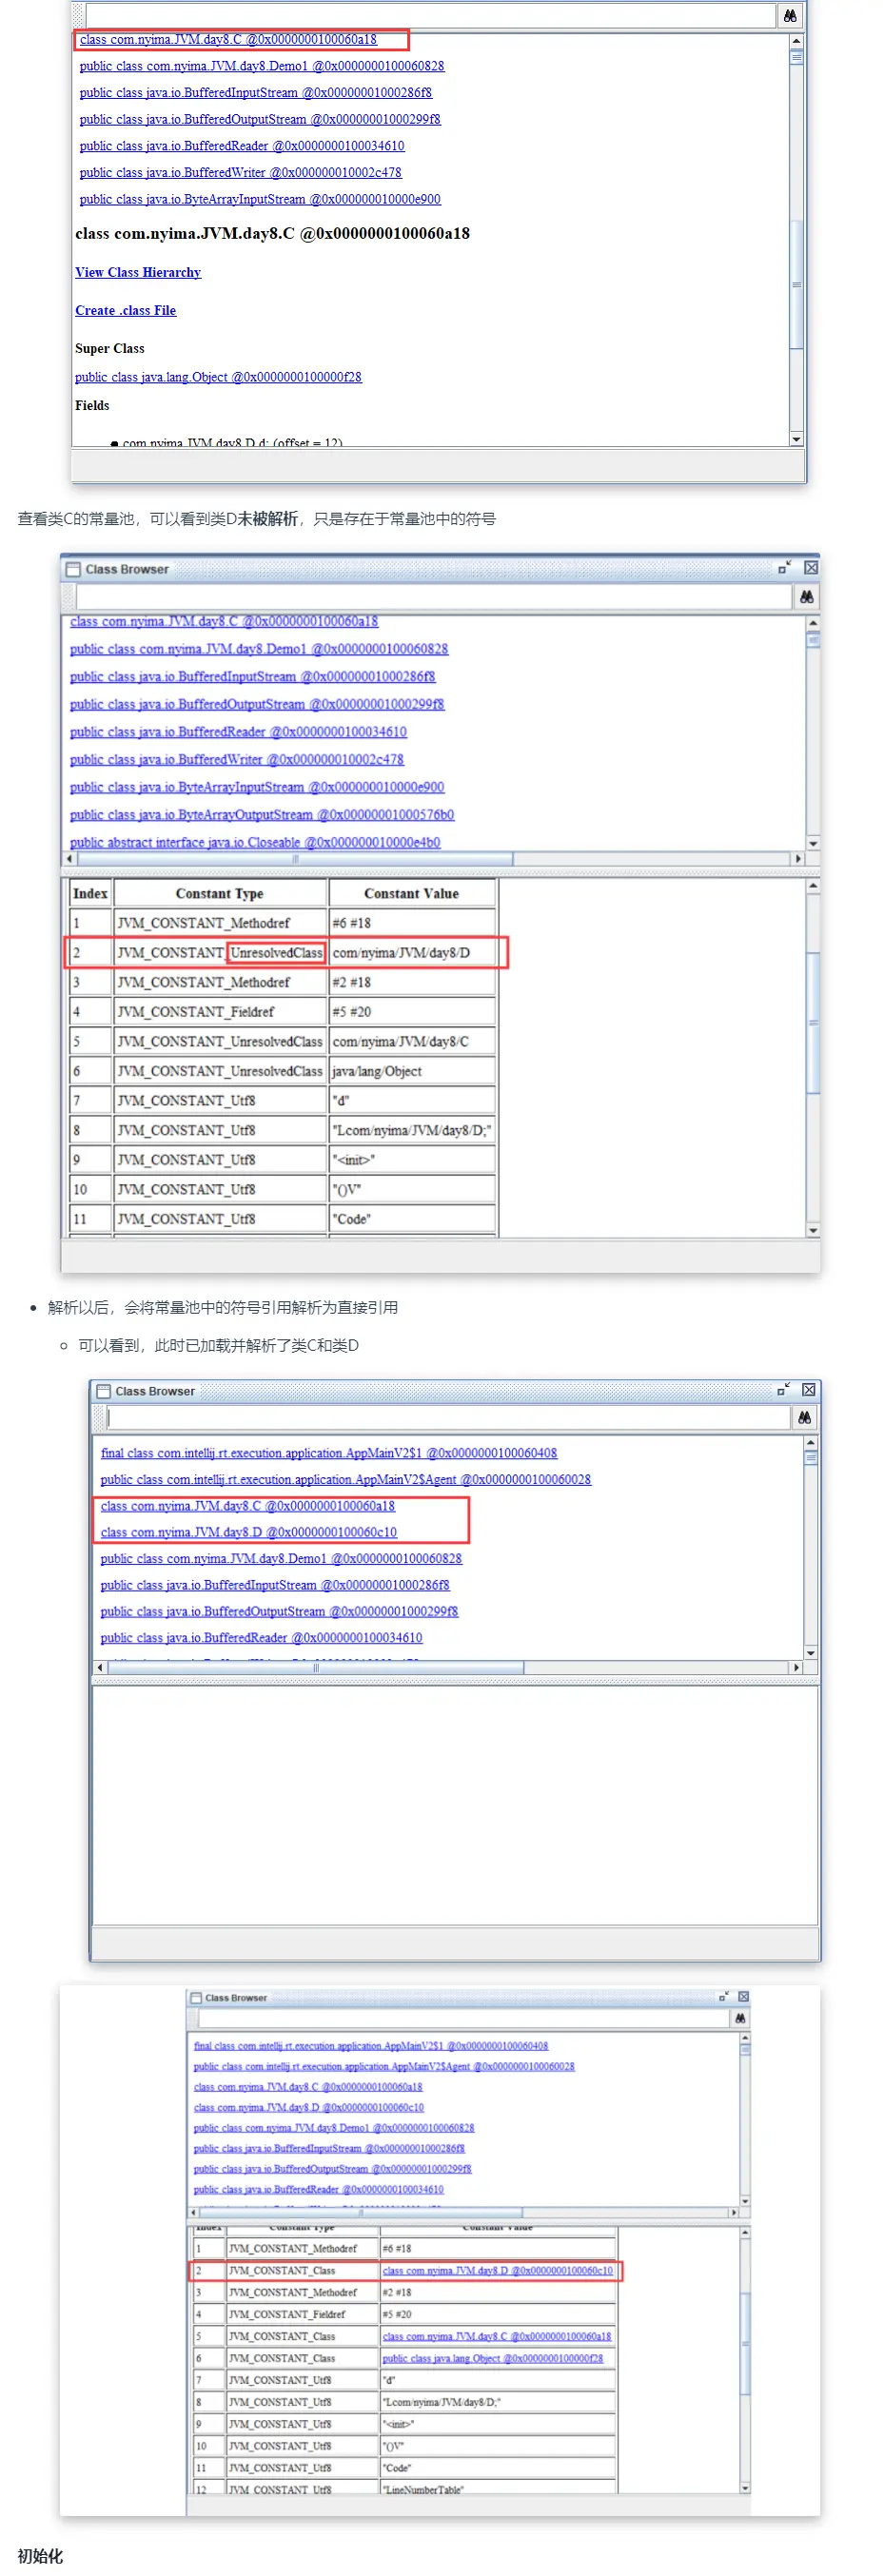 class com.nyima.JVM.day8.C @0x0000000100060a18
public class com.nyima.JVM.day8.Demo1 @0x0000000100060828
public class java.io.BufferedInputStream @0x00000001000286f8
public class java.io.BufferedOutputStream @0x00000001000299f8
public class java.io.BufferedReader @0x0000000100034610
public class java.io.BufferedWriter @0x000000010002c478
public class java.io.ByteArrayInputStream @0x000000010000e900
class com.nyima.JVM.day8.C @0x0000000100060a18
View Class Hierarchy
Create .class File
Super Class
public class java.lang.Object @0x0000000100000f28
Fields
com.nyima.JVM.day8.D d; (offset = 12)
查看类C的常量池，可以看到类D未被解析，只是存在于常量池中的符号
Class Browser
class com.nyima.JVM.day8.C @0x0000000100060a18
public class com.nyima.JVM.day8.Demo1 @0x0000000100060828
public class java.io.BufferedInputStream @0x00000001000286f8
public class java.io.BufferedOutputStream @0x00000001000299f8
public class java.io.BufferedReader @0x0000000100034610
public class java.io.BufferedWriter @0x000000010002c478
public class java.io.ByteArrayInputStream @0x000000010000e900
public class java.io.ByteArrayOutputStream @0x00000001000576b0
public abstract interface java.io.Closeable @0x000000010000e4b0
Index Constant Type Constant Value
1 JVM_CONSTANT_Methodref #6 #18
2 JVM_CONSTANT_UnresolvedClass com/nyima/JVM/day8/D
3 JVM_CONSTANT_Methodref #2 #18
4 JVM_CONSTANT_Fieldref #5 #20
5 JVM_CONSTANT_UnresolvedClass com/nyima/JVM/day8/C
6 JVM_CONSTANT_UnresolvedClass java/lang/Object
7 JVM_CONSTANT_Utf8 "d"
8 JVM_CONSTANT_Utf8 "Lcom/nyima/JVM/day8/D;"
9 JVM_CONSTANT_Utf8 "<init>"
10 JVM_CONSTANT_Utf8 "()V"
11 JVM_CONSTANT_Utf8 "Code"
解析以后，会将常量池中的符号引用解析为直接引用
可以看到，此时已加载并解析了类C和类D
Class Browser
final class com.intellij.rt.execution.application.AppMainV2$1 @0x0000000100060408
public class com.intellij.rt.execution.application.AppMainV2$Agent @0x0000000100060028
class com.nyima.JVM.day8.C @0x0000000100060a18
class com.nyima.JVM.day8.D @0x0000000100060c10
public class com.nyima.JVM.day8.Demo1 @0x0000000100060828
public class java.io.BufferedInputStream @0x00000001000286f8
public class java.io.BufferedOutputStream @0x00000001000299f8
public class java.io.BufferedReader @0x0000000100034610
Class Browser
final class com.intellij.rt.execution.application.AppMainV2$1 @0x0000000100060408
public class com.intellij.rt.execution.application.AppMainV2$Agent @0x0000000100060028
class com.nyima.JVM.day8.C @0x0000000100060a18
class com.nyima.JVM.day8.D @0x0000000100060c10
public class com.nyima.JVM.day8.Demo1 @0x0000000100060828
public class java.io.BufferedInputStream @0x00000001000286f8
public class java.io.BufferedOutputStream @0x00000001000299f8
public class java.io.BufferedReader @0x0000000100034610
Index Constant Type Constant Value
1 JVM_CONSTANT_Methodref #6 #18
2 JVM_CONSTANT_Class class com.nyima.JVM.day8.D @0x0000000100060c10
3 JVM_CONSTANT_Methodref #2 #18
4 JVM_CONSTANT_Fieldref #5 #20
5 JVM_CONSTANT_Class class com.nyima.JVM.day8.C @0x0000000100060a18
6 JVM_CONSTANT_Class public class java.lang.Object @0x0000000100000f28
7 JVM_CONSTANT_Utf8 "d"
8 JVM_CONSTANT_Utf8 "Lcom/nyima/JVM/day8/D;"
9 JVM_CONSTANT_Utf8 "<init>"
10 JVM_CONSTANT_Utf8 "()V"
11 JVM_CONSTANT_Utf8 "Code"
12 JVM_CONSTANT_Utf8 "LineNumberTable"
初始化